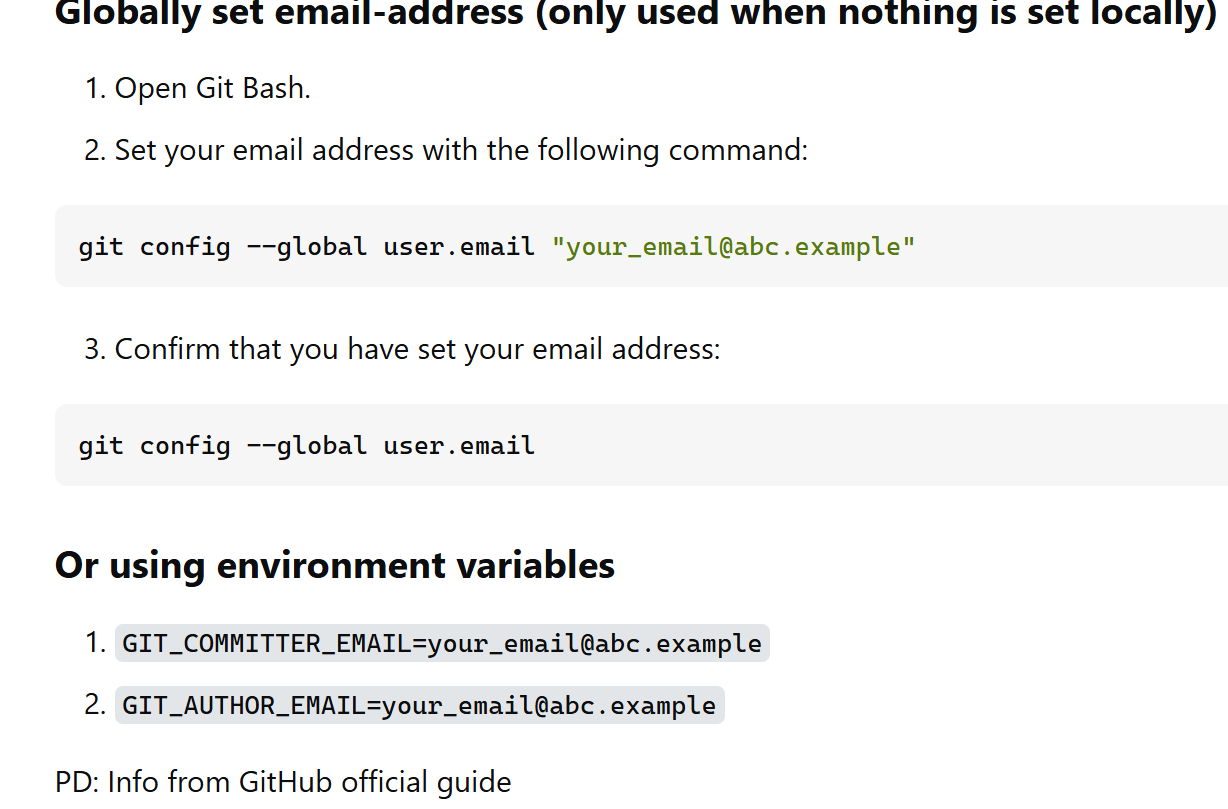 Globally set email-address (only used when nothing is set locally)
1. Open Git Bash.
2. Set your email address with the following command:
git config --global user.email "your_email@abc.example"
3. Confirm that you have set your email address:
git config --global user.email
Or using environment variables
1. GIT_COMMITTER_EMAIL=your_email@abc.example
2. GIT_AUTHOR_EMAIL=your_email@abc.example
PD: Info from GitHub official guide